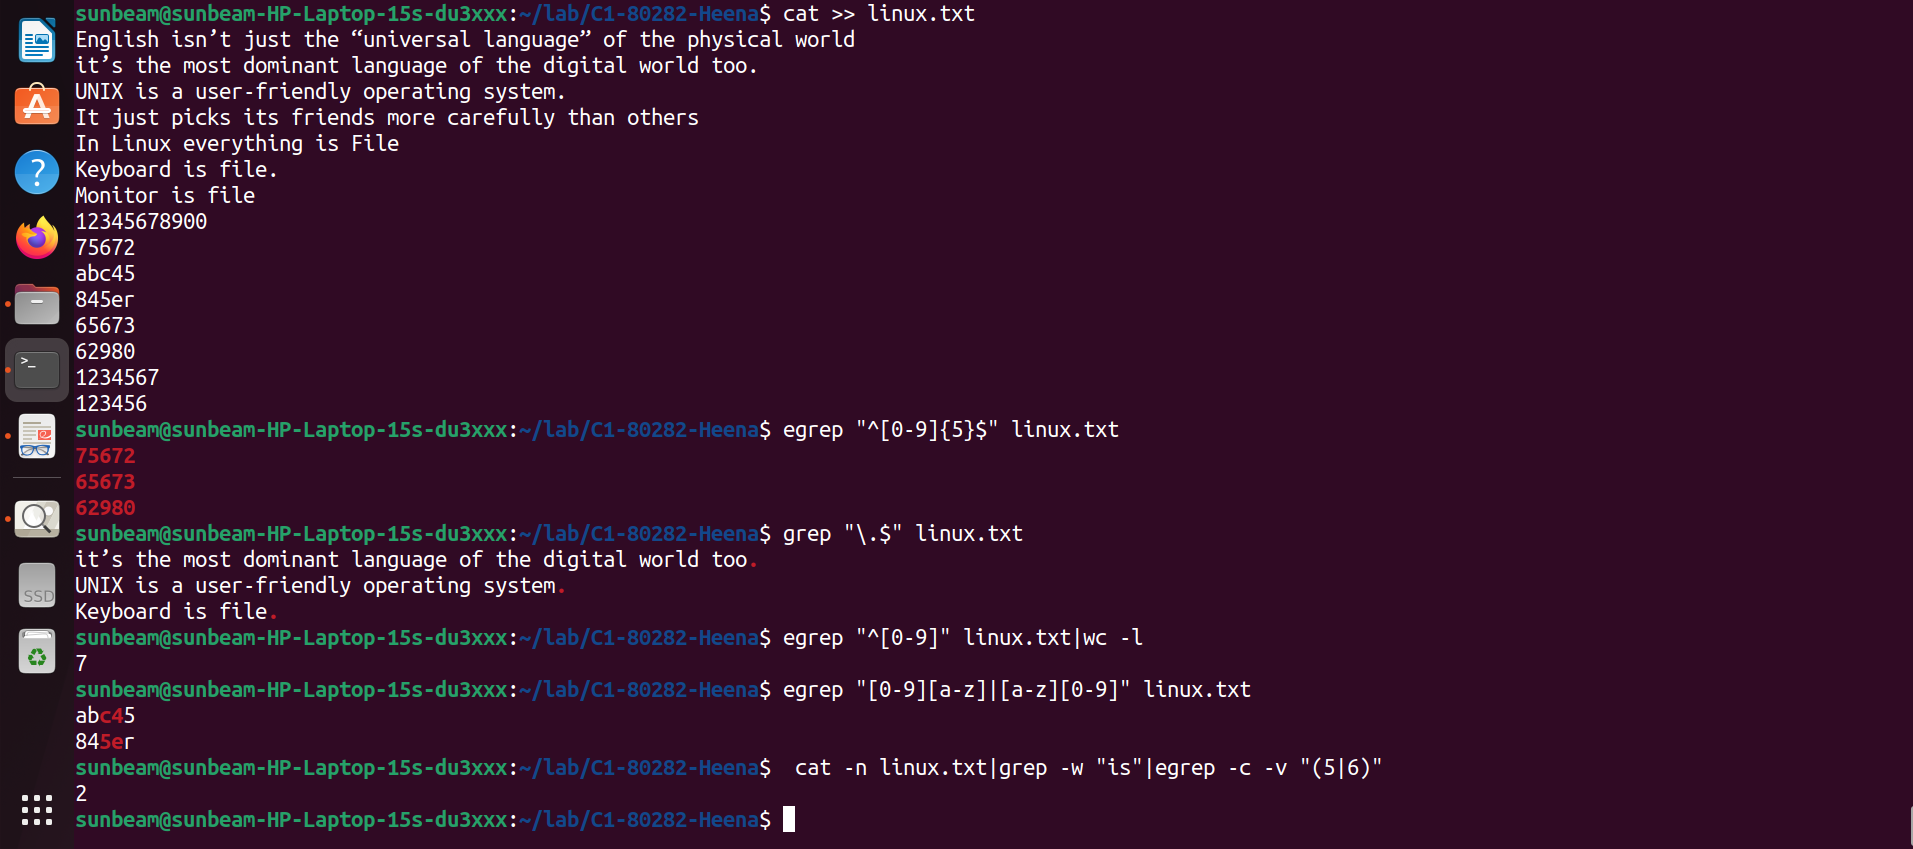 sunbeam@sunbeam-HP-Laptop-15s-du3xxx:~/lab/C1-80282-Heena$ cat >> linux.txt
English isn’t just the “universal language” of the physical world
it’s the most dominant language of the digital world too.
UNIX is a user-friendly operating system.
It just picks its friends more carefully than others
In Linux everything is File
Keyboard is file.
Monitor is file
12345678900
75672
abc45
845er
65673
62980
1234567
123456
sunbeam@sunbeam-HP-Laptop-15s-du3xxx:~/lab/C1-80282-Heena$ egrep "^[0-9]{5}$" linux.txt
75672
65673
62980
sunbeam@sunbeam-HP-Laptop-15s-du3xxx:~/lab/C1-80282-Heena$ grep "\.$" linux.txt
it’s the most dominant language of the digital world too.
UNIX is a user-friendly operating system.
Keyboard is file.
sunbeam@sunbeam-HP-Laptop-15s-du3xxx:~/lab/C1-80282-Heena$ egrep "^[0-9]" linux.txt|wc -l
7
sunbeam@sunbeam-HP-Laptop-15s-du3xxx:~/lab/C1-80282-Heena$ egrep "[0-9][a-z]|[a-z][0-9]" linux.txt
abc45
845er
sunbeam@sunbeam-HP-Laptop-15s-du3xxx:~/lab/C1-80282-Heena$  cat -n linux.txt|grep -w "is"|egrep -c -v "(5|6)"
2
sunbeam@sunbeam-HP-Laptop-15s-du3xxx:~/lab/C1-80282-Heena$
SSD